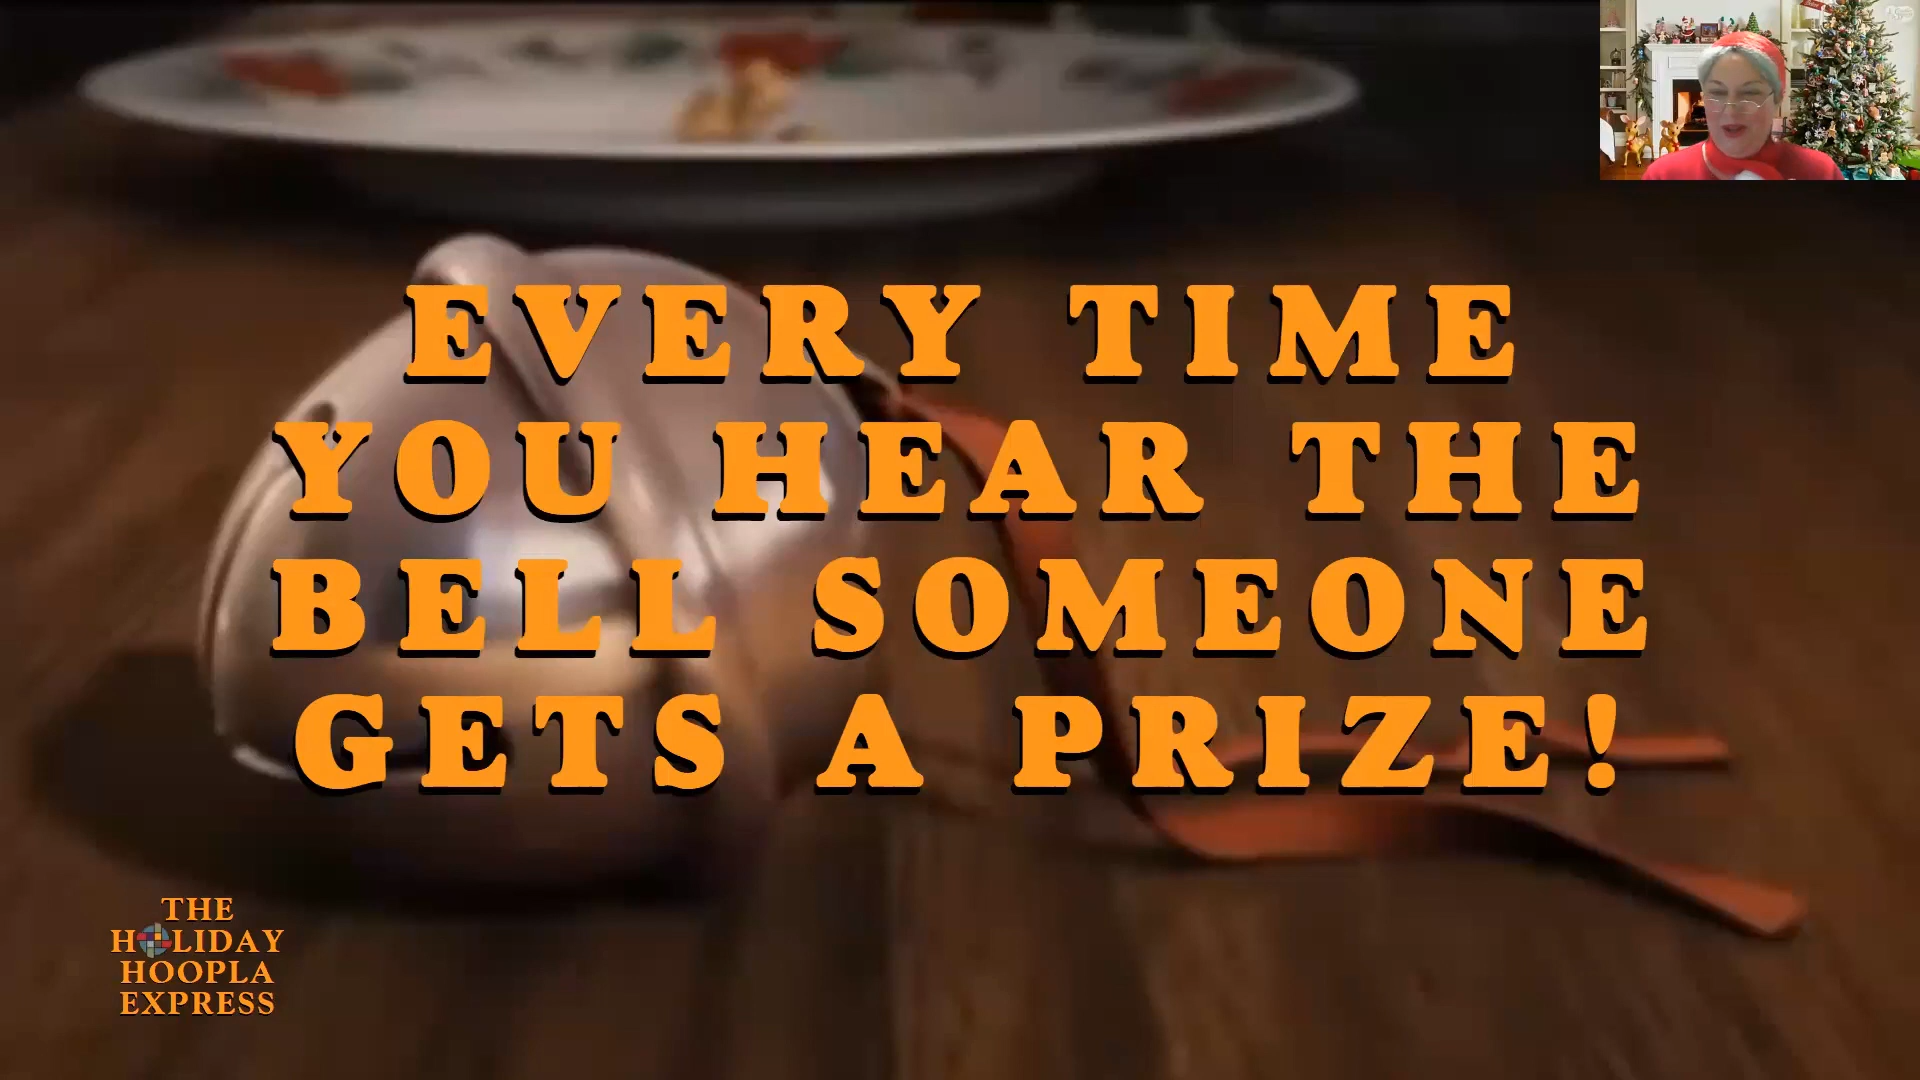 EVERY TIME
YOU HEAR THE
BELL SOMEONE
GETS A PRIZE!
THE
HOLIDAY
HOOPLA
EXPRESS